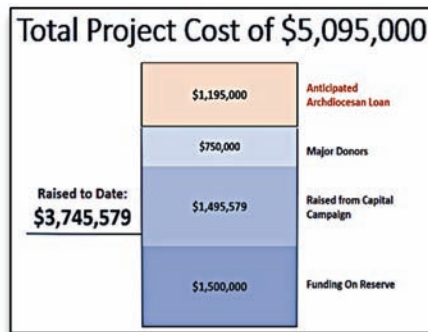 Total Project Cost of $5,095,000
$1,195,000
Anticipated
Archdiocesan Loan
$750,000
Major Donors
Raised to Date:
$3,745,579
$1,495,579
Raised from Capital
Campaign
$1,500,000
Funding On Reserve